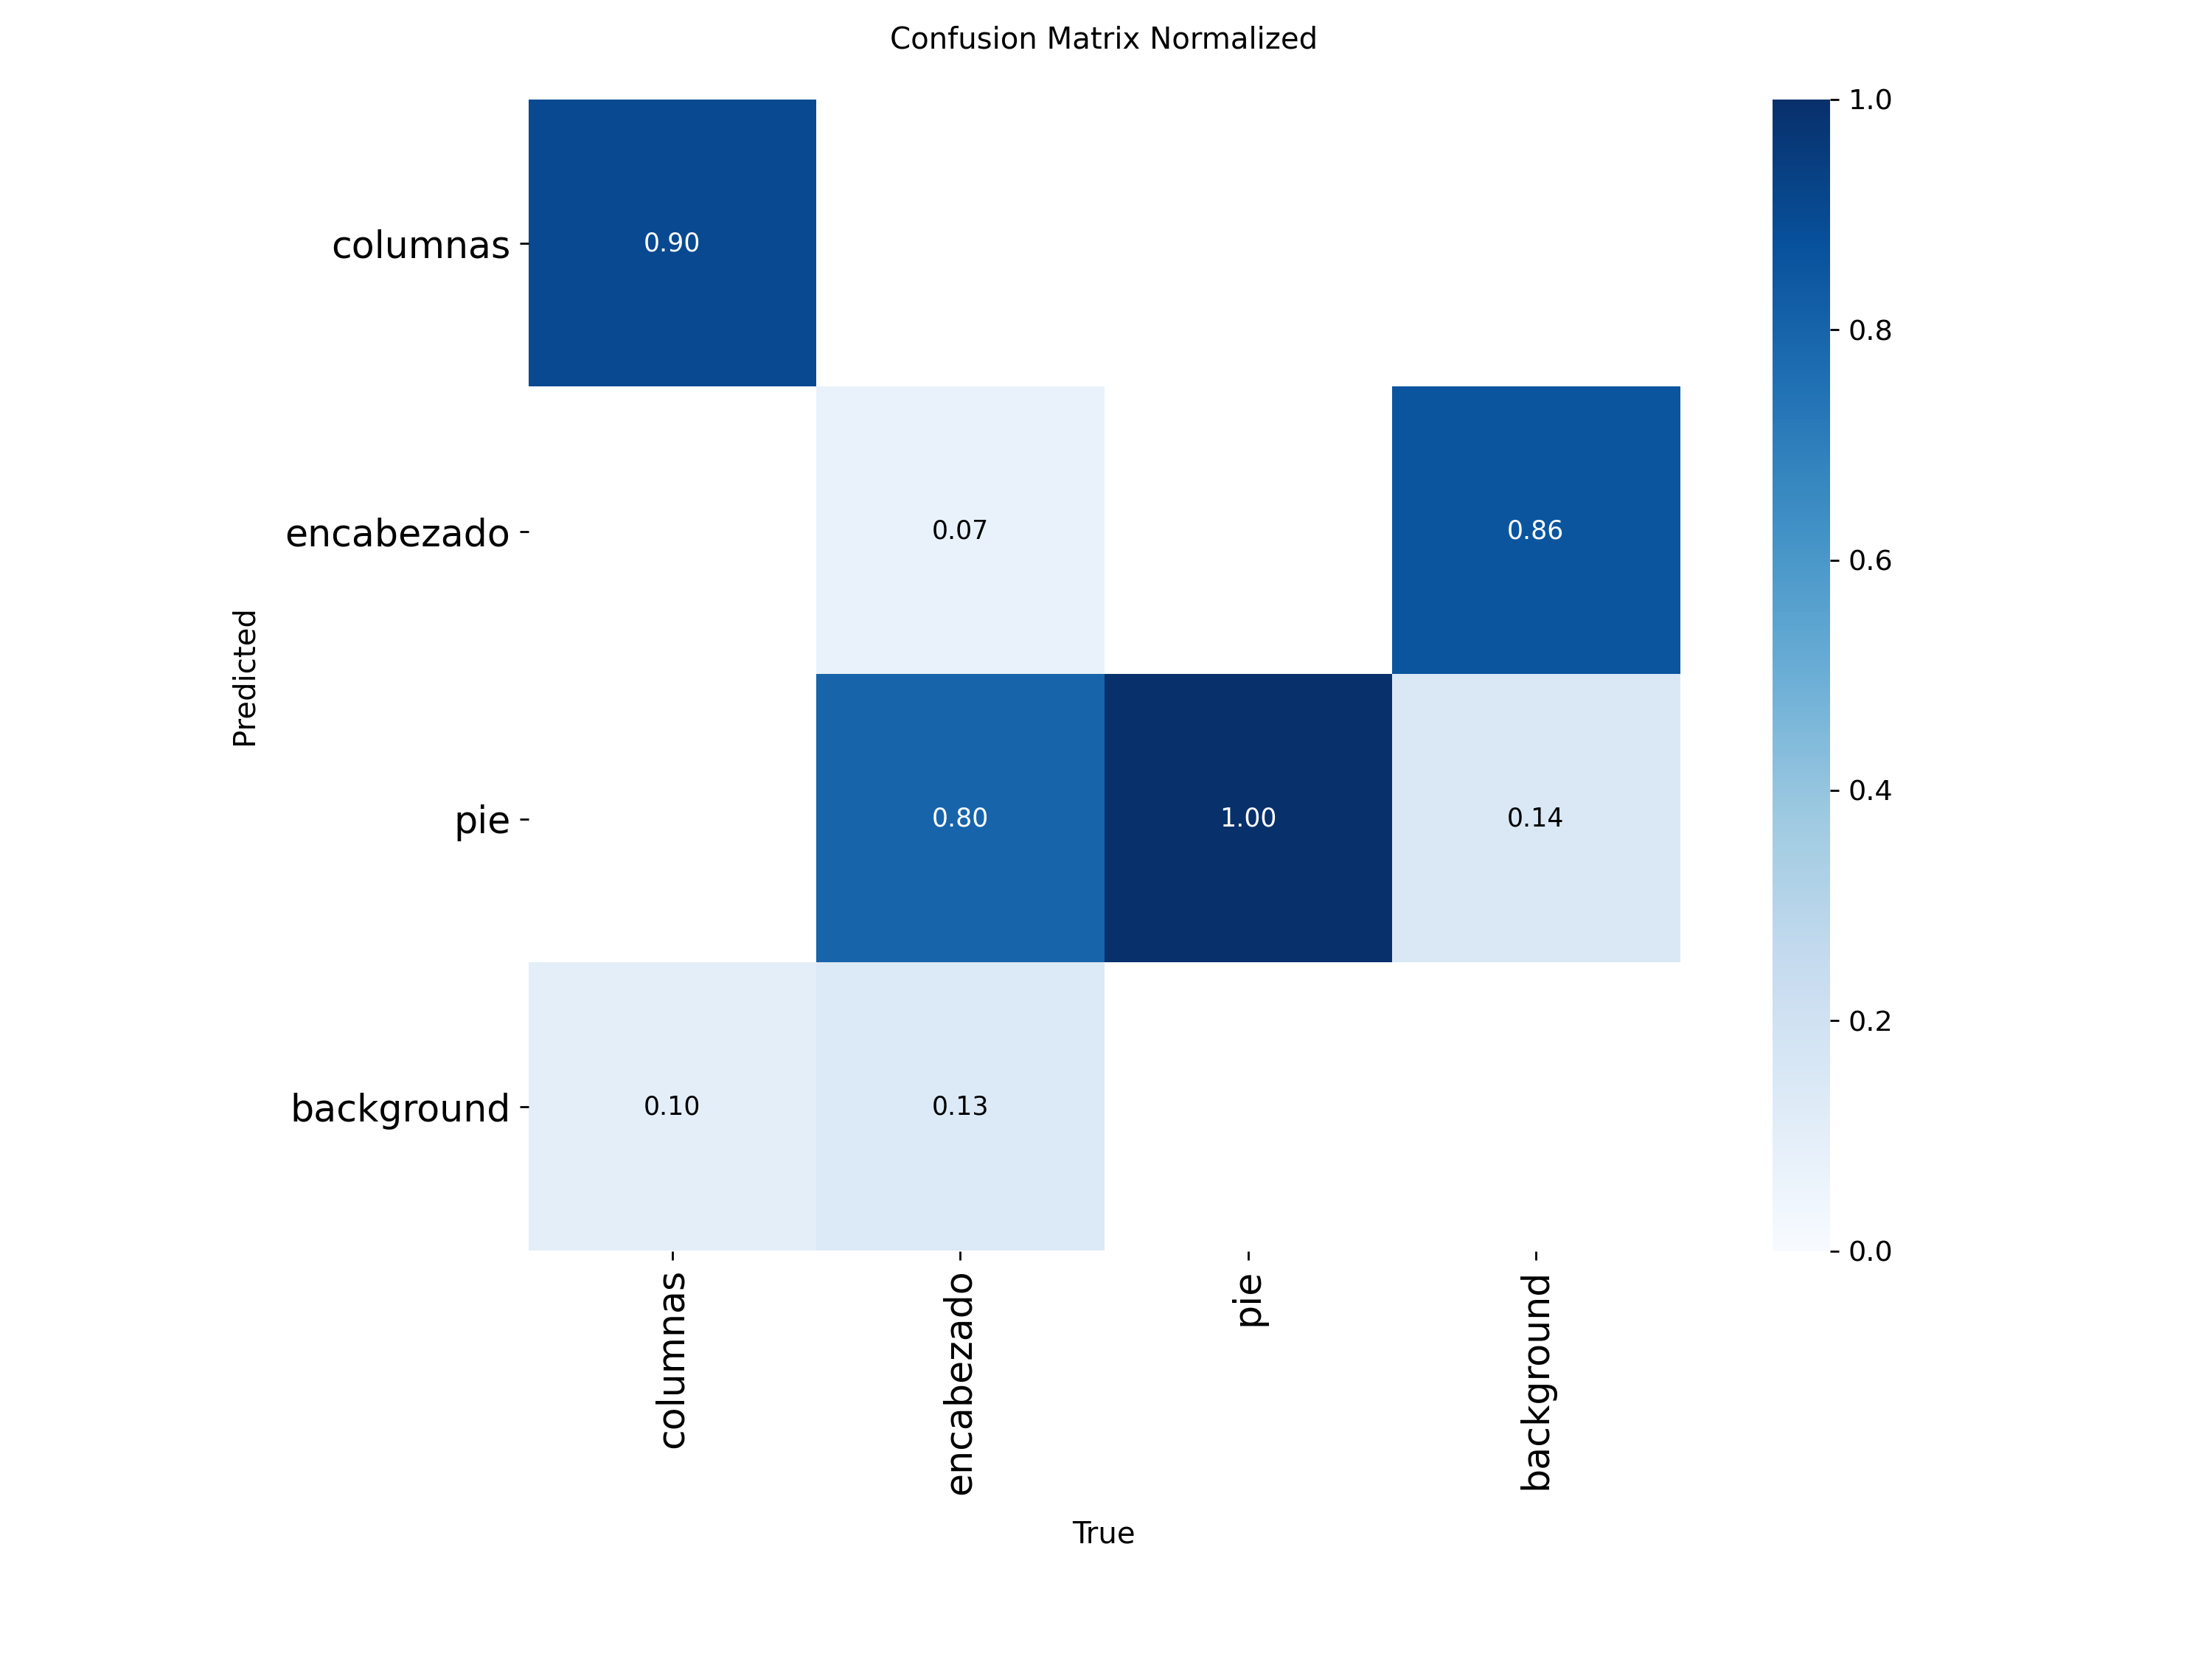 Confusion Matrix Normalized
columnas
0.90
1.0
0.8
encabezado
0.07
0.86
0.6
Predicted
pie
0.80
1.00
0.14
0.4
0.2
background
0.10
0.13
0.0
columnas
encabezado
pie
background
True